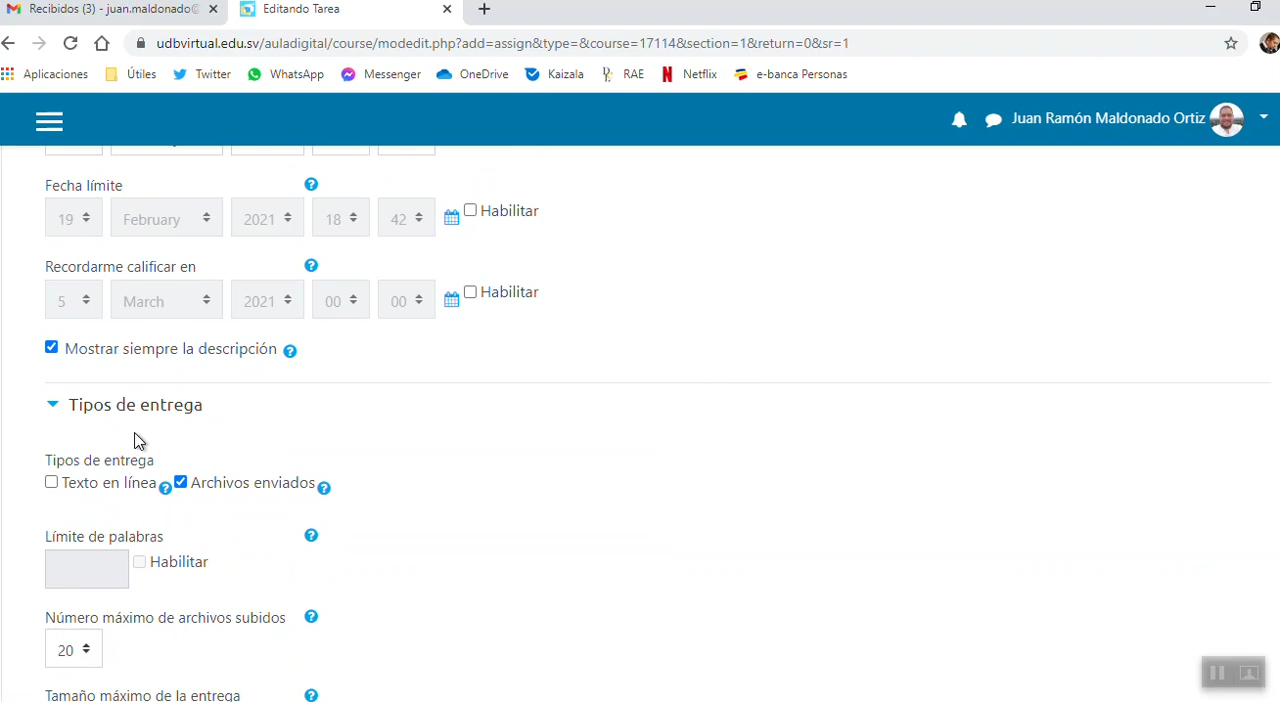 Recibidos (3) - juan.maldonado@
Editando Tarea
udbvirtual.edu.sv/auladigital/course/modedit.php?add=assign&type=&course=17114&section=1&return=0&sr=1
Aplicaciones Útiles Twitter WhatsApp Messenger OneDrive Kaizala RAE Netflix e-banca Personas
Juan Ramón Maldonado Ortiz
Fecha límite
19 February 2021 18 42 Habilitar
Recordarme calificar en
5 March 2021 00 00 Habilitar
Mostrar siempre la descripción
Tipos de entrega
Tipos de entrega
Texto en línea Archivos enviados
Límite de palabras
Habilitar
Número máximo de archivos subidos
20
Tamaño máximo de la entrega